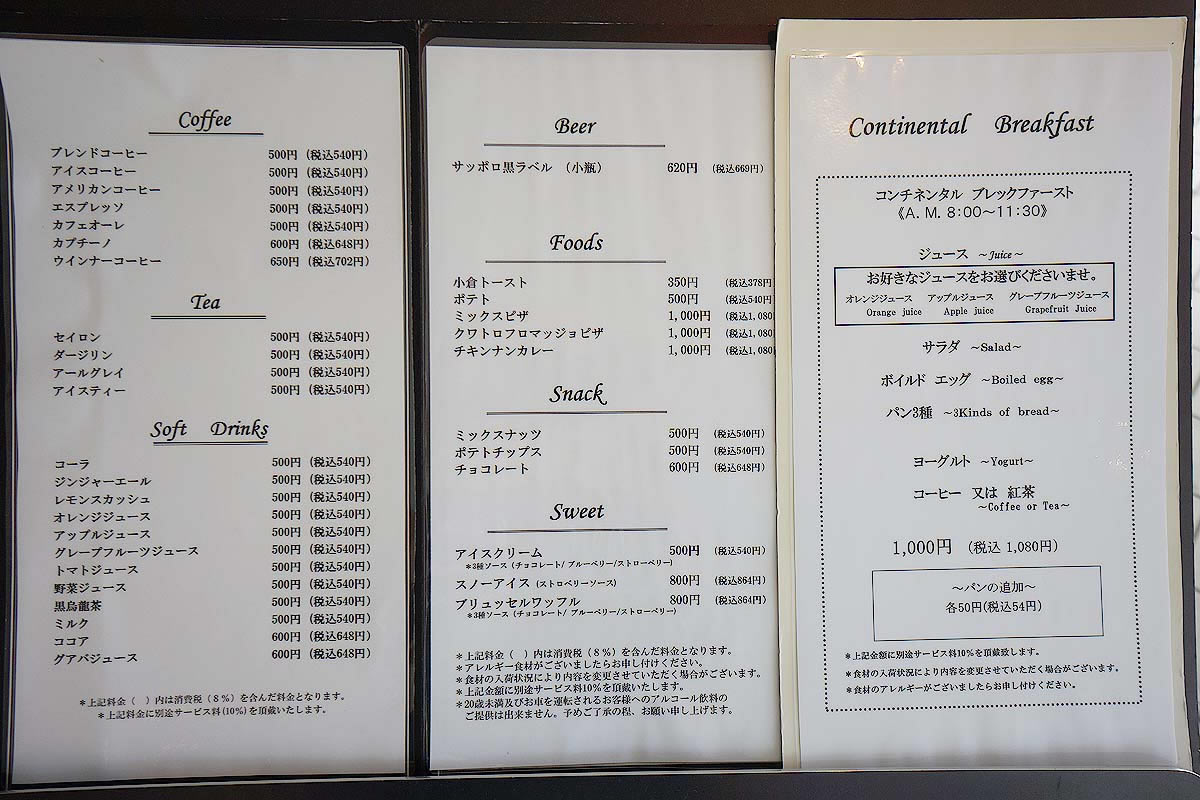 Coffee
ブレンドコーヒー 500円 (税込540円)
アイスコーヒー 500円 (税込540円)
アメリカンコーヒー 500円 (税込540円)
エスプレッソ 500円 (税込540円)
カフェオーレ 500円 (税込540円)
カプチーノ 600円 (税込648円)
ウインナーコーヒー 650円 (税込702円)
Tea
セイロン 500円 (税込540円)
ダージリン 500円 (税込540円)
アールグレイ 500円 (税込540円)
アイスティー 500円 (税込540円)
Soft Drinks
コーラ 500円 (税込540円)
ジンジャーエール 500円 (税込540円)
レモンスカッシュ 500円 (税込540円)
オレンジジュース 500円 (税込540円)
アップルジュース 500円 (税込540円)
グレープフルーツジュース 500円 (税込540円)
トマトジュース 500円 (税込540円)
野菜ジュース 500円 (税込540円)
黒烏龍茶 500円 (税込540円)
ミルク 500円 (税込540円)
ココア 600円 (税込648円)
グアバジュース 600円 (税込648円)
*上記料金（ ）内は消費税（８％）を含んだ料金となります。
*上記料金に別途サービス料(10%)を頂戴いたします。
Beer
サッポロ黒ラベル （小瓶） 620円 (税込669円)
Foods
小倉トースト 350円 (税込378円
ポテト 500円 (税込540円
ミックスピザ 1,000円 (税込1,080
クワトロフロマッジョピザ 1,000円 (税込1,080
チキンナンカレー 1,000円 (税込1,080
Snack
ミックスナッツ 500円 (税込540円)
ポテトチップス 500円 (税込540円)
チョコレート 600円 (税込648円)
Sweet
アイスクリーム 500円 (税込540円)
*3種ソース（チョコレート/ ブルーベリー/ストローベリー）
スノーアイス (ストロベリーソース) 800円 (税込864円)
ブリュッセルワッフル 800円 (税込864円)
*3種ソース（チョコレート/ ブルーベリー/ストローベリー）
*上記料金（ ）内は消費税（８％）を含んだ料金となります。
*アレルギー食材がございましたらお申し付けください。
*食材の入荷状況により内容を変更させていただく場合がございます。
*上記金額に別途サービス料10%を頂戴いたします。
*20歳未満及びお車を運転されるお客様へのアルコール飲料の
ご提供は出来ません。予めご了承の程、お願い申し上げます。
Continental Breakfast
コンチネンタル ブレックファースト
《A. M. 8:00～11:30》
ジュース ～Juice～
お好きなジュースをお選びくださいませ。
オレンジジュース アップルジュース グレープフルーツジュース
Orange juice Apple juice Grapefruit Juice
サラダ ～Salad～
ボイルド エッグ ～Boiled egg～
パン3種 ～3Kinds of bread～
ヨーグルト ～Yogurt～
コーヒー 又は 紅茶
～Coffee or Tea～
1,000円 (税込 1,080円)
～パンの追加～
各50円(税込54円)
*上記金額に別途サービス料10%を頂戴致します。
*食材の入荷状況により内容を変更させていただく場合がございます。
*食材のアレルギーがございましたらお申し付けください。